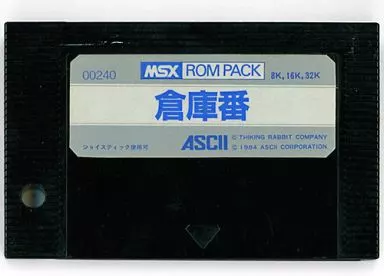 00240 MSX ROM PACK 8K, 16K, 32K
倉庫番
ジョイスティック使用可 ASCII © THIKING RABBIT COMPANY
© 1984 ASCII CORPORATION